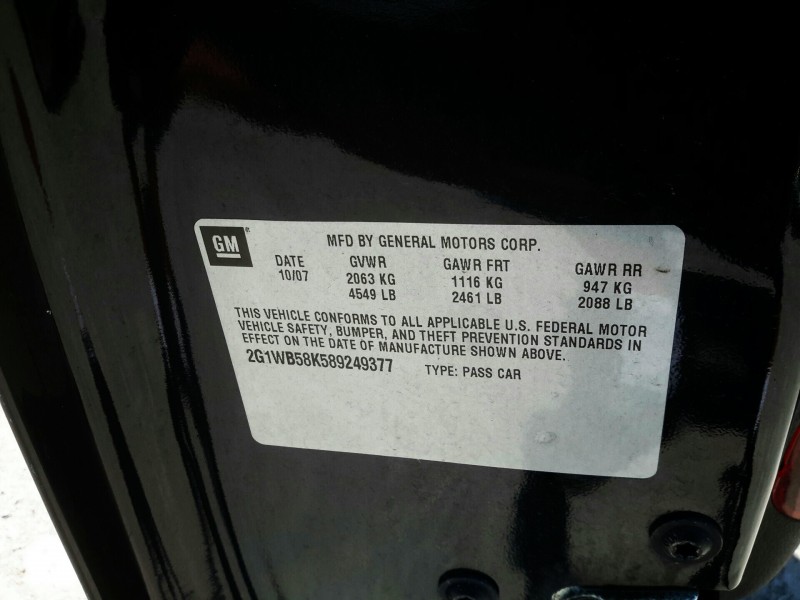 GM® MFD BY GENERAL MOTORS CORP.
DATE GVWR GAWR FRT GAWR RR
10/07 2063 KG 1116 KG 947 KG
4549 LB 2461 LB 2088 LB
THIS VEHICLE CONFORMS TO ALL APPLICABLE U.S. FEDERAL MOTOR
VEHICLE SAFETY, BUMPER, AND THEFT PREVENTION STANDARDS IN
EFFECT ON THE DATE OF MANUFACTURE SHOWN ABOVE.
2G1WB58K589249377 TYPE: PASS CAR